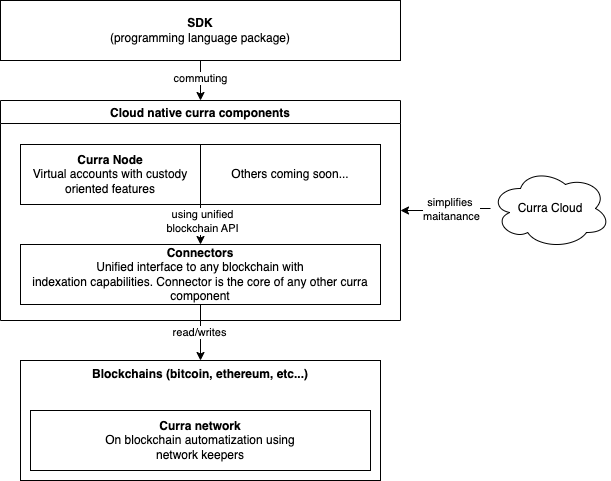 SDK
(programming language package)
commuting
Cloud native curra components
Curra Node
Virtual accounts with custody
oriented features
Others coming soon...
using unified
blockchain API
simplifies
maitanance
Curra Cloud
Connectors
Unified interface to any blockchain with
indexation capabilities. Connector is the core of any other curra
component
read/writes
Blockchains (bitcoin, ethereum, etc...)
Curra network
On blockchain automatization using
network keepers